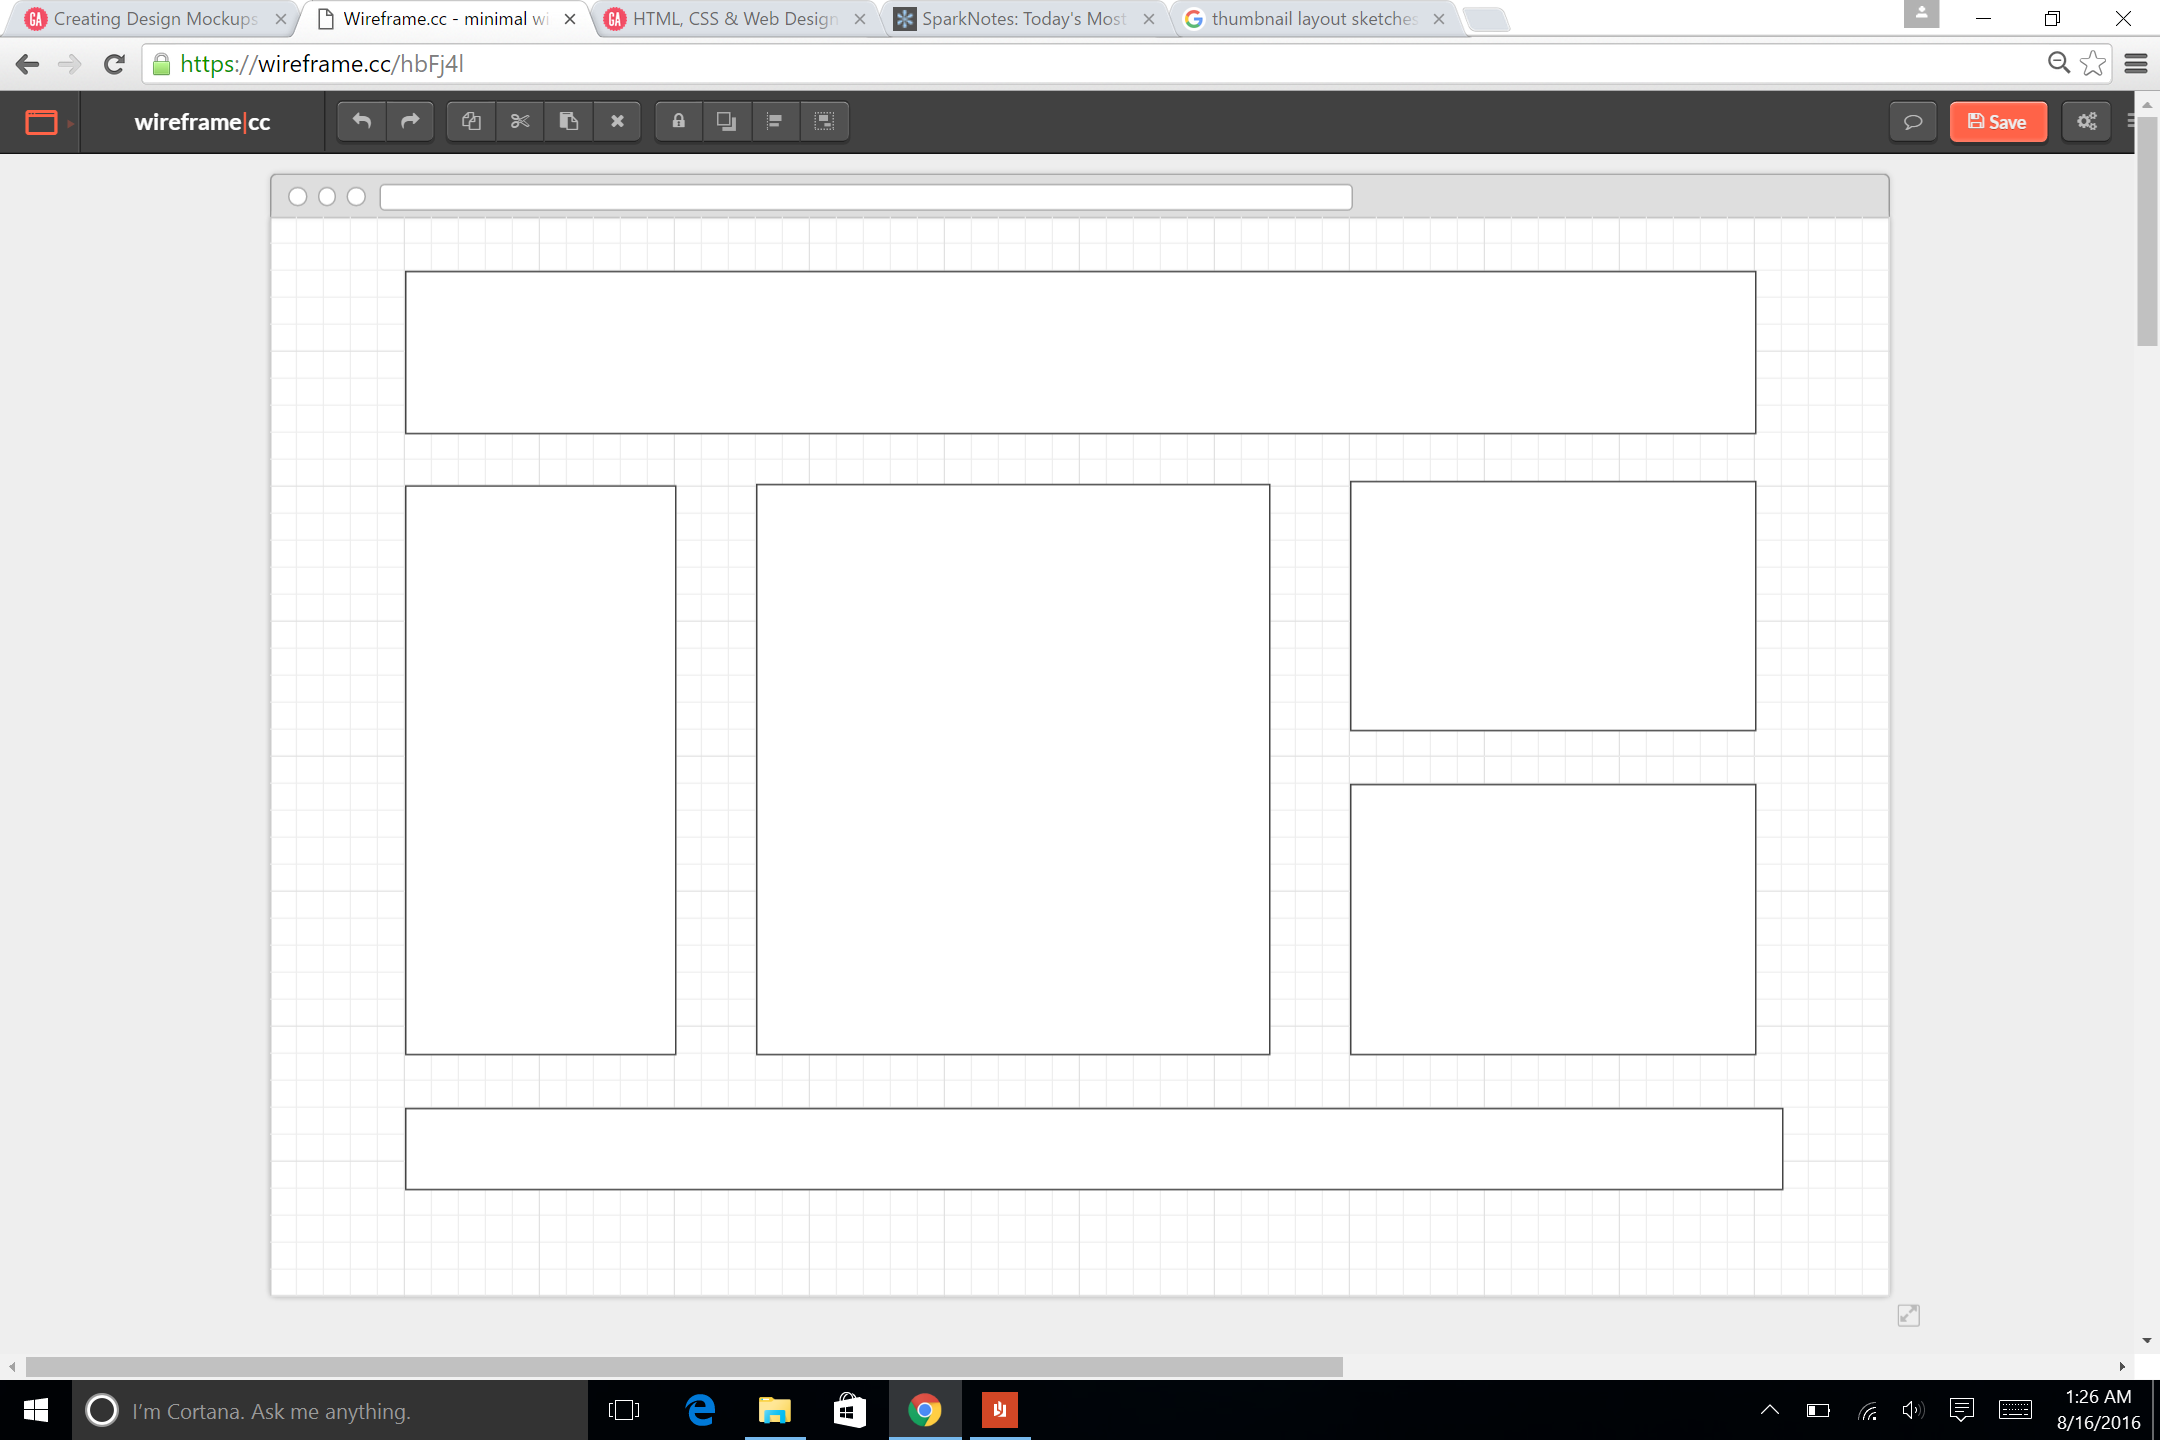 Creating Design Mockups
Wireframe.cc - minimal wi
HTML, CSS & Web Design
SparkNotes: Today's Most
thumbnail layout sketches
https://wireframe.cc/hbFj4l
wireframe|cc
Save
I'm Cortana. Ask me anything.
1:26 AM
8/16/2016